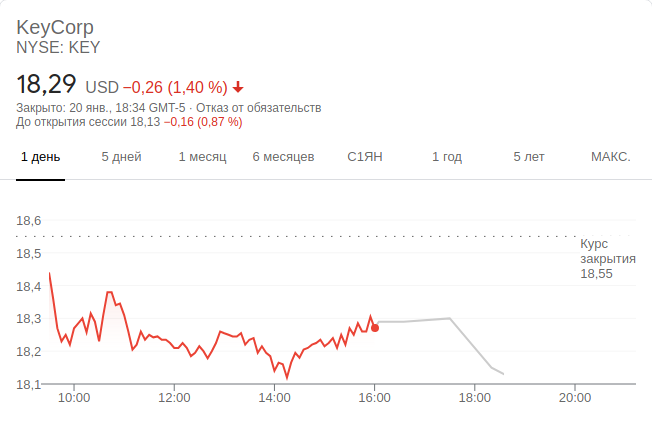 KeyCorp
NYSE: KEY
18,29 USD −0,26 (1,40 %)
Закрыто: 20 янв., 18:34 GMT-5 · Отказ от обязательств
До открытия сессии 18,13 −0,16 (0,87 %)
1 день 5 дней 1 месяц 6 месяцев С1ЯН 1 год 5 лет МАКС.
18,6
Курс
закрытия
18,55
18,5
18,4
18,3
18,2
18,1
10:00 12:00 14:00 16:00 18:00 20:00